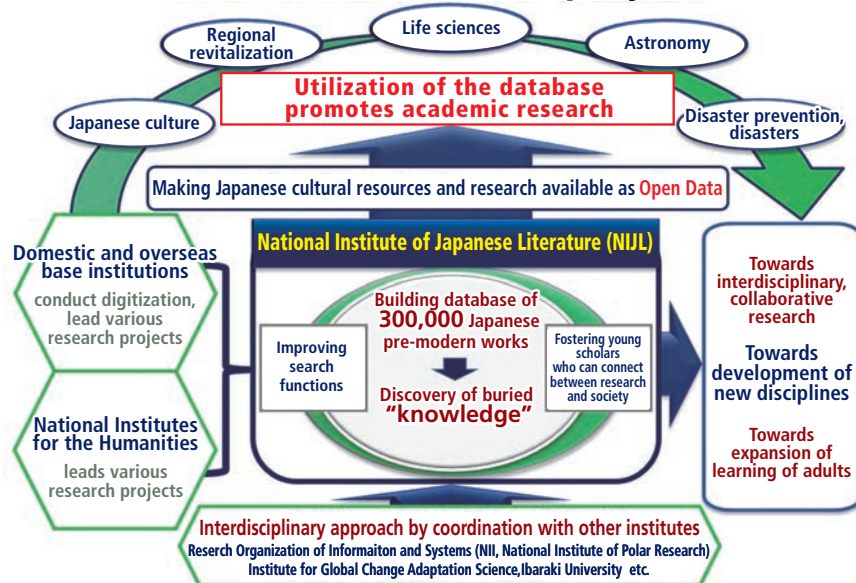 Life sciences
Regional
revitalization
Astronomy
Utilization of the database
promotes academic research
Japanese culture
Disaster prevention,
disasters
Making Japanese cultural resources and research available as Open Data
National Institute of Japanese Literature (NIJL)
Domestic and overseas
base institutions
conduct digitization,
lead various
research projects
National Institutes
for the Humanities
leads various
research projects
Improving
search
functions
Building database of
300,000 Japanese
pre-modern works
Discovery of buried
“knowledge”
Fostering young
scholars
who can connect
between research
and society
Towards
interdisciplinary,
collaborative
research
Towards
development of
new disciplines
Towards
expansion of
learning of adults
Interdisciplinary approach by coordination with other institutes
Reserch Organization of Informaiton and Systems (NII, National Institute of Polar Research)
Institute for Global Change Adaptation Science,Ibaraki University etc.